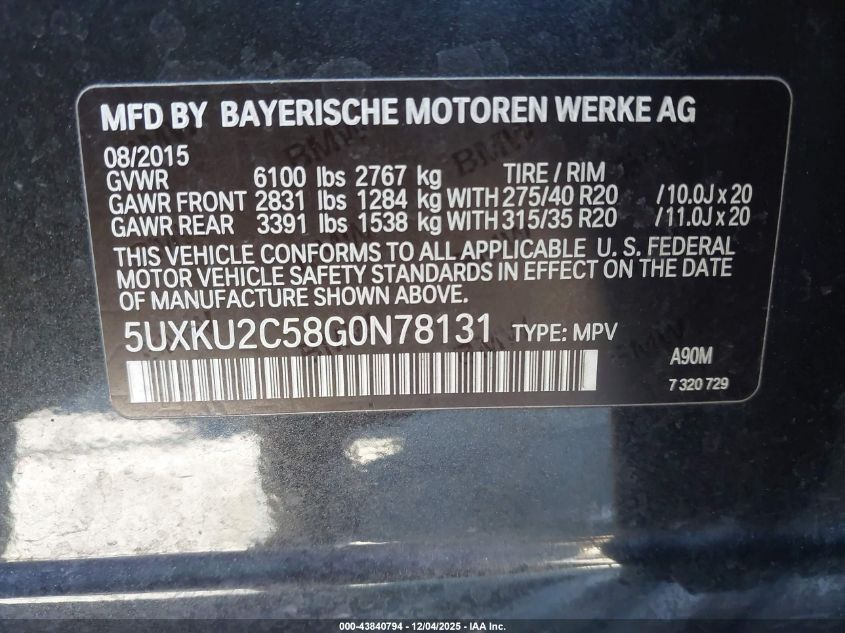 MFD BY BAYERISCHE MOTOREN WERKE AG
08/2015
GVWR 6100 lbs 2767 kg TIRE / RIM
GAWR FRONT 2831 lbs 1284 kg WITH 275/40 R20 /10.0J x 20
GAWR REAR 3391 lbs 1538 kg WITH 315/35 R20 /11.0J x 20
THIS VEHICLE CONFORMS TO ALL APPLICABLE U. S. FEDERAL
MOTOR VEHICLE SAFETY STANDARDS IN EFFECT ON THE DATE
OF MANUFACTURE SHOWN ABOVE.
5UXKU2C58G0N78131 TYPE: MPV
A90M
7 320 729
000-43840794 - 12/04/2025 - IAA Inc.